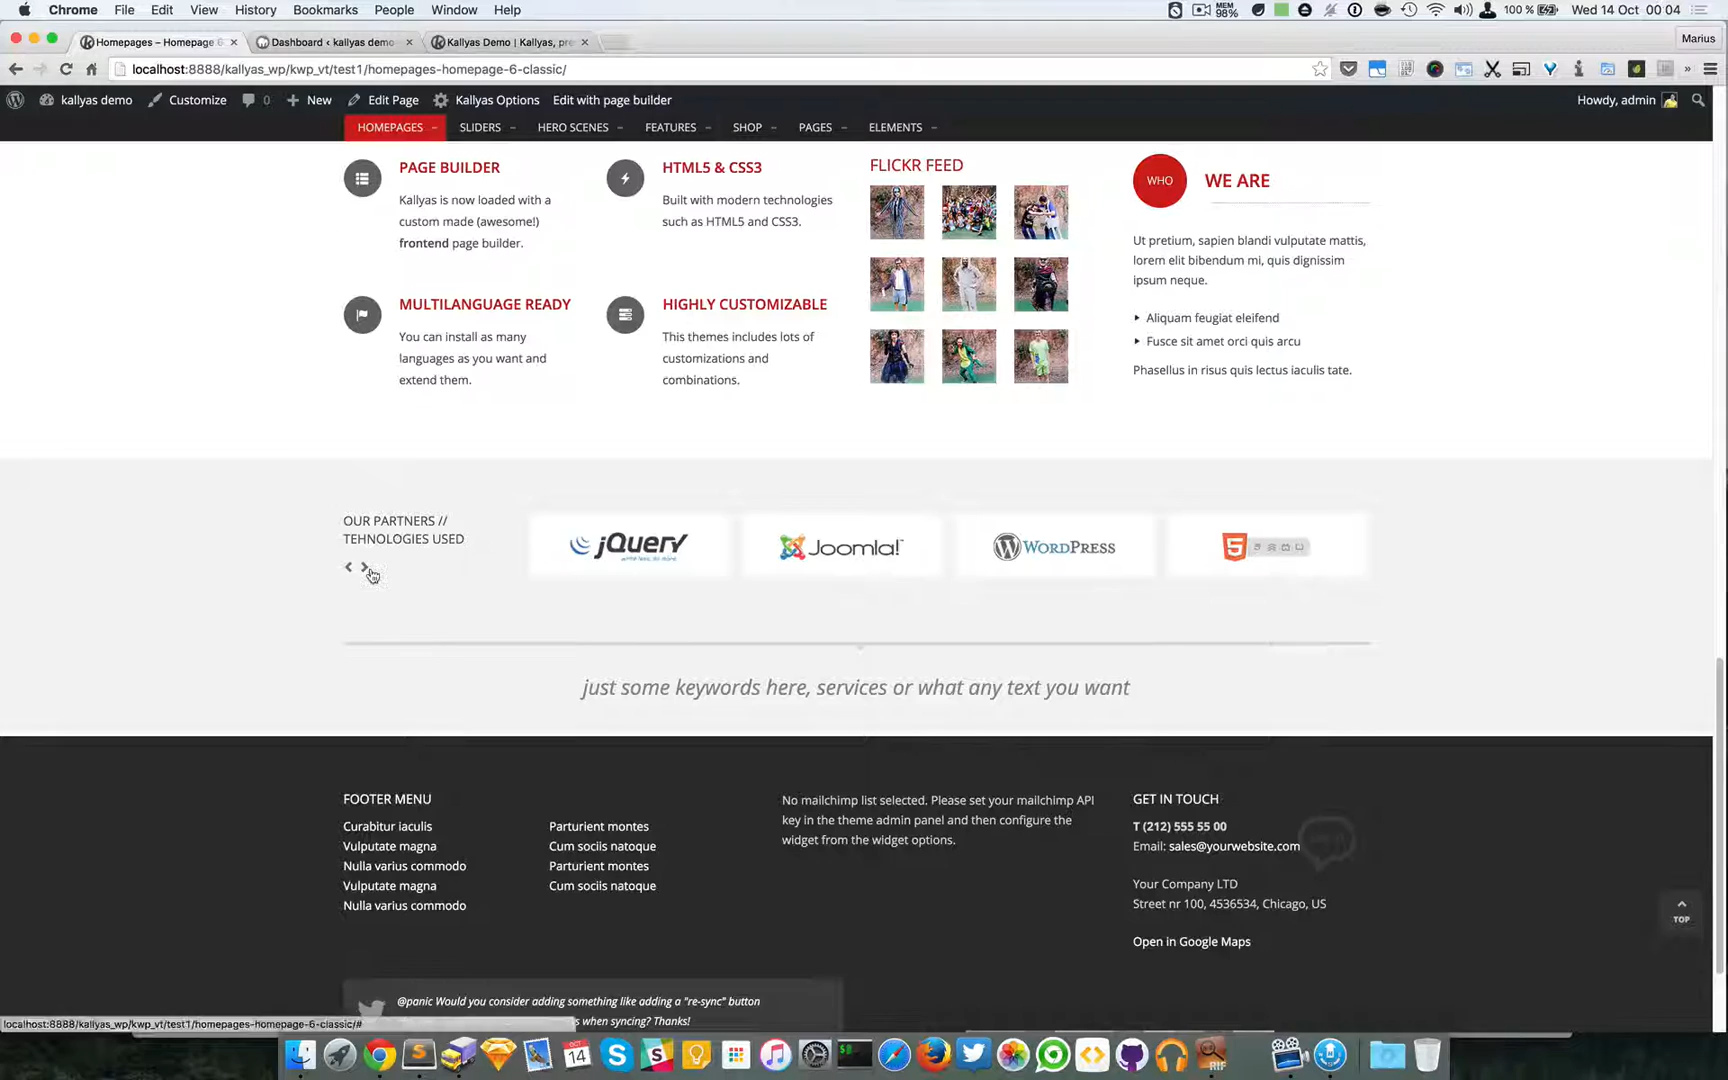 Chrome File Edit View History Bookmarks People Window Help
MEM
98%
100 % Wed 14 Oct 00:04
Homepages – Homepage 6
Dashboard ‹ kallyas demo
Kallyas Demo | Kallyas, pre
Marius
localhost:8888/kallyas_wp/kwp_vt/test1/homepages-homepage-6-classic/
kallyas demo Customize 0 New Edit Page Kallyas Options Edit with page builder
Howdy, admin
HOMEPAGES SLIDERS HERO SCENES FEATURES SHOP PAGES ELEMENTS
PAGE BUILDER
Kallyas is now loaded with a
custom made (awesome!)
frontend page builder.
HTML5 & CSS3
Built with modern technologies
such as HTML5 and CSS3.
MULTILANGUAGE READY
You can install as many
languages as you want and
extend them.
HIGHLY CUSTOMIZABLE
This themes includes lots of
customizations and
combinations.
FLICKR FEED
WHO WE ARE
Ut pretium, sapien blandi vulputate mattis,
lorem elit bibendum mi, quis dignissim
ipsum neque.
Aliquam feugiat eleifend
Fusce sit amet orci quis arcu
Phasellus in risus quis lectus iaculis tate.
OUR PARTNERS //
TEHNOLOGIES USED
jQuery
write less, do more.
Joomla!
WORDPRESS
5
just some keywords here, services or what any text you want
FOOTER MENU
Curabitur iaculis
Vulputate magna
Nulla varius commodo
Vulputate magna
Nulla varius commodo
Parturient montes
Cum sociis natoque
Parturient montes
Cum sociis natoque
No mailchimp list selected. Please set your mailchimp API
key in the theme admin panel and then configure the
widget from the widget options.
GET IN TOUCH
T (212) 555 55 00
Email: sales@yourwebsite.com
Your Company LTD
Street nr 100, 4536534, Chicago, US
Open in Google Maps
TOP
@panic Would you consider adding something like adding a "re-sync" button
s when syncing? Thanks!
localhost:8888/kallyas_wp/kwp_vt/test1/homepages-homepage-6-classic/#
OCT
14
RIF